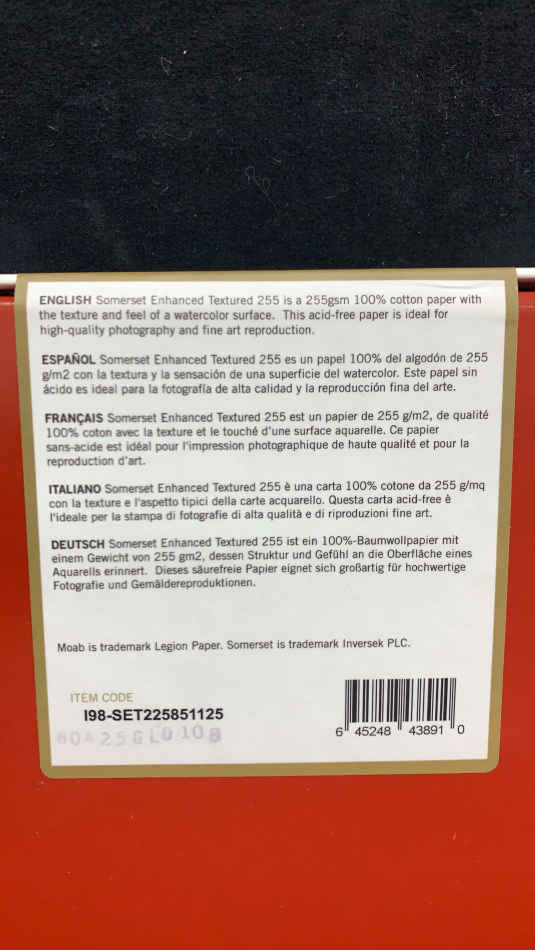 ENGLISH Somerset Enhanced Textured 255 is a 255gsm 100% cotton paper with
the texture and feel of a watercolor surface. This acid-free paper is ideal for
high-quality photography and fine art reproduction.
ESPAÑOL Somerset Enhanced Textured 255 es un papel 100% del algodón de 255
g/m2 con la textura y la sensación de una superficie del watercolor. Este papel sin
ácido es ideal para la fotografía de alta calidad y la reproducción fina del arte.
FRANÇAIS Somerset Enhanced Textured 255 est un papier de 255 g/m2, de qualité
100% coton avec la texture et le touché d'une surface aquarelle. Ce papier
sans-acide est idéal pour l'impression photographique de haute qualité et pour la
reproduction d'art.
ITALIANO Somerset Enhanced Textured 255 è una carta 100% cotone da 255 g/mq
con la texture e l'aspetto tipici della carte acquarello. Questa carta acid-free è
l'ideale per la stampa di fotografie di alta qualità e di riproduzioni fine art.
DEUTSCH Somerset Enhanced Textured 255 ist ein 100%-Baumwollpapier mit
einem Gewicht von 255 gm2, dessen Struktur und Gefühl an die Oberfläche eines
Aquarells erinnert. Dieses säurefreie Papier eignet sich großartig für hochwertige
Fotografie und Gemäldereproduktionen.
Moab is trademark Legion Paper. Somerset is trademark Inversek PLC.
ITEM CODE
I98-SET225851125
6 45248 43891 0